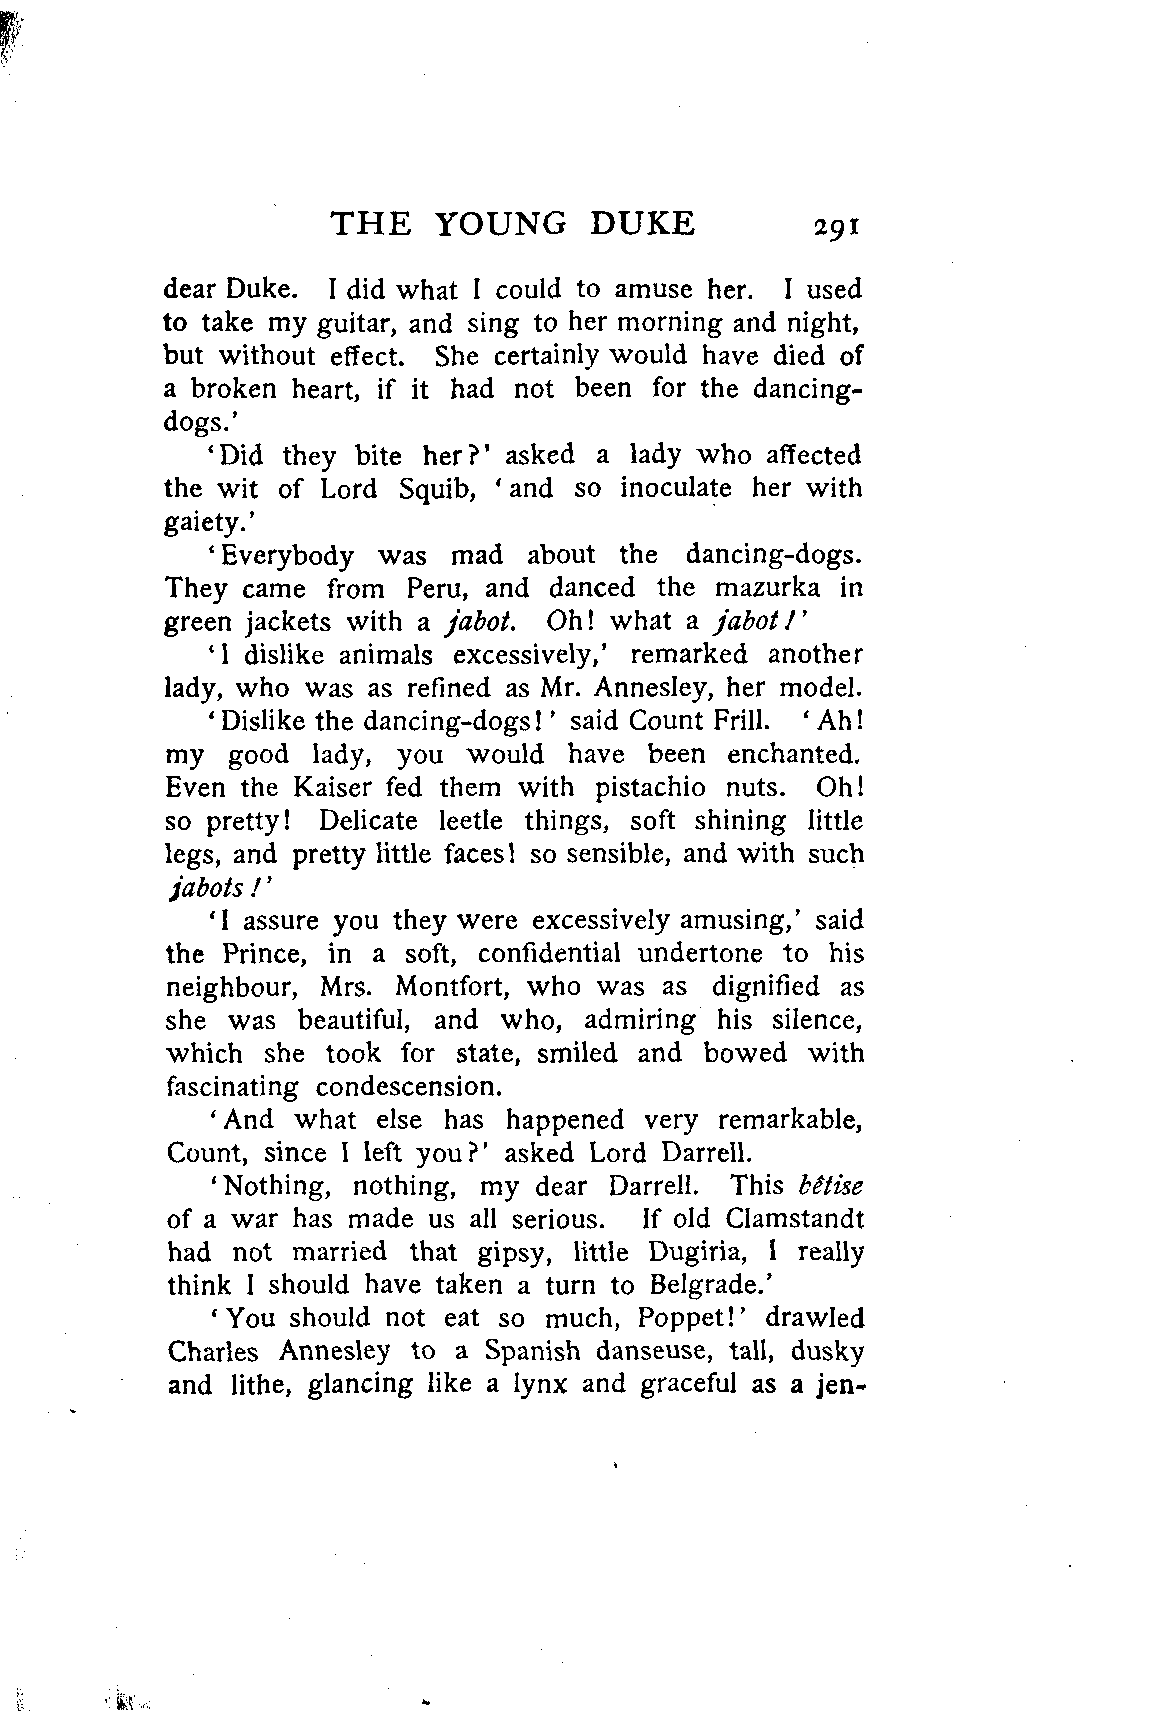 THE YOUNG DUKE 291
dear Duke. I did what I could to amuse her. I used
to take my guitar, and sing to her morning and night,
but without effect. She certainly would have died of
a broken heart, if it had not been for the dancing-
dogs.’
‘Did they bite her?’ asked a lady who affected
the wit of Lord Squib, ‘and so inoculate her with
gaiety.’
‘Everybody was mad about the dancing-dogs.
They came from Peru, and danced the mazurka in
green jackets with a jabot. Oh! what a jabot!’
‘I dislike animals excessively,’ remarked another
lady, who was as refined as Mr. Annesley, her model.
‘Dislike the dancing-dogs!’ said Count Frill. ‘Ah!
my good lady, you would have been enchanted.
Even the Kaiser fed them with pistachio nuts. Oh!
so pretty! Delicate leetle things, soft shining little
legs, and pretty little faces! so sensible, and with such
jabots!’
‘I assure you they were excessively amusing,’ said
the Prince, in a soft, confidential undertone to his
neighbour, Mrs. Montfort, who was as dignified as
she was beautiful, and who, admiring his silence,
which she took for state, smiled and bowed with
fascinating condescension.
‘And what else has happened very remarkable,
Count, since I left you?’ asked Lord Darrell.
‘Nothing, nothing, my dear Darrell. This bêtise
of a war has made us all serious. If old Clamstandt
had not married that gipsy, little Dugiria, I really
think I should have taken a turn to Belgrade.’
‘You should not eat so much, Poppet!’ drawled
Charles Annesley to a Spanish danseuse, tall, dusky
and lithe, glancing like a lynx and graceful as a jen-